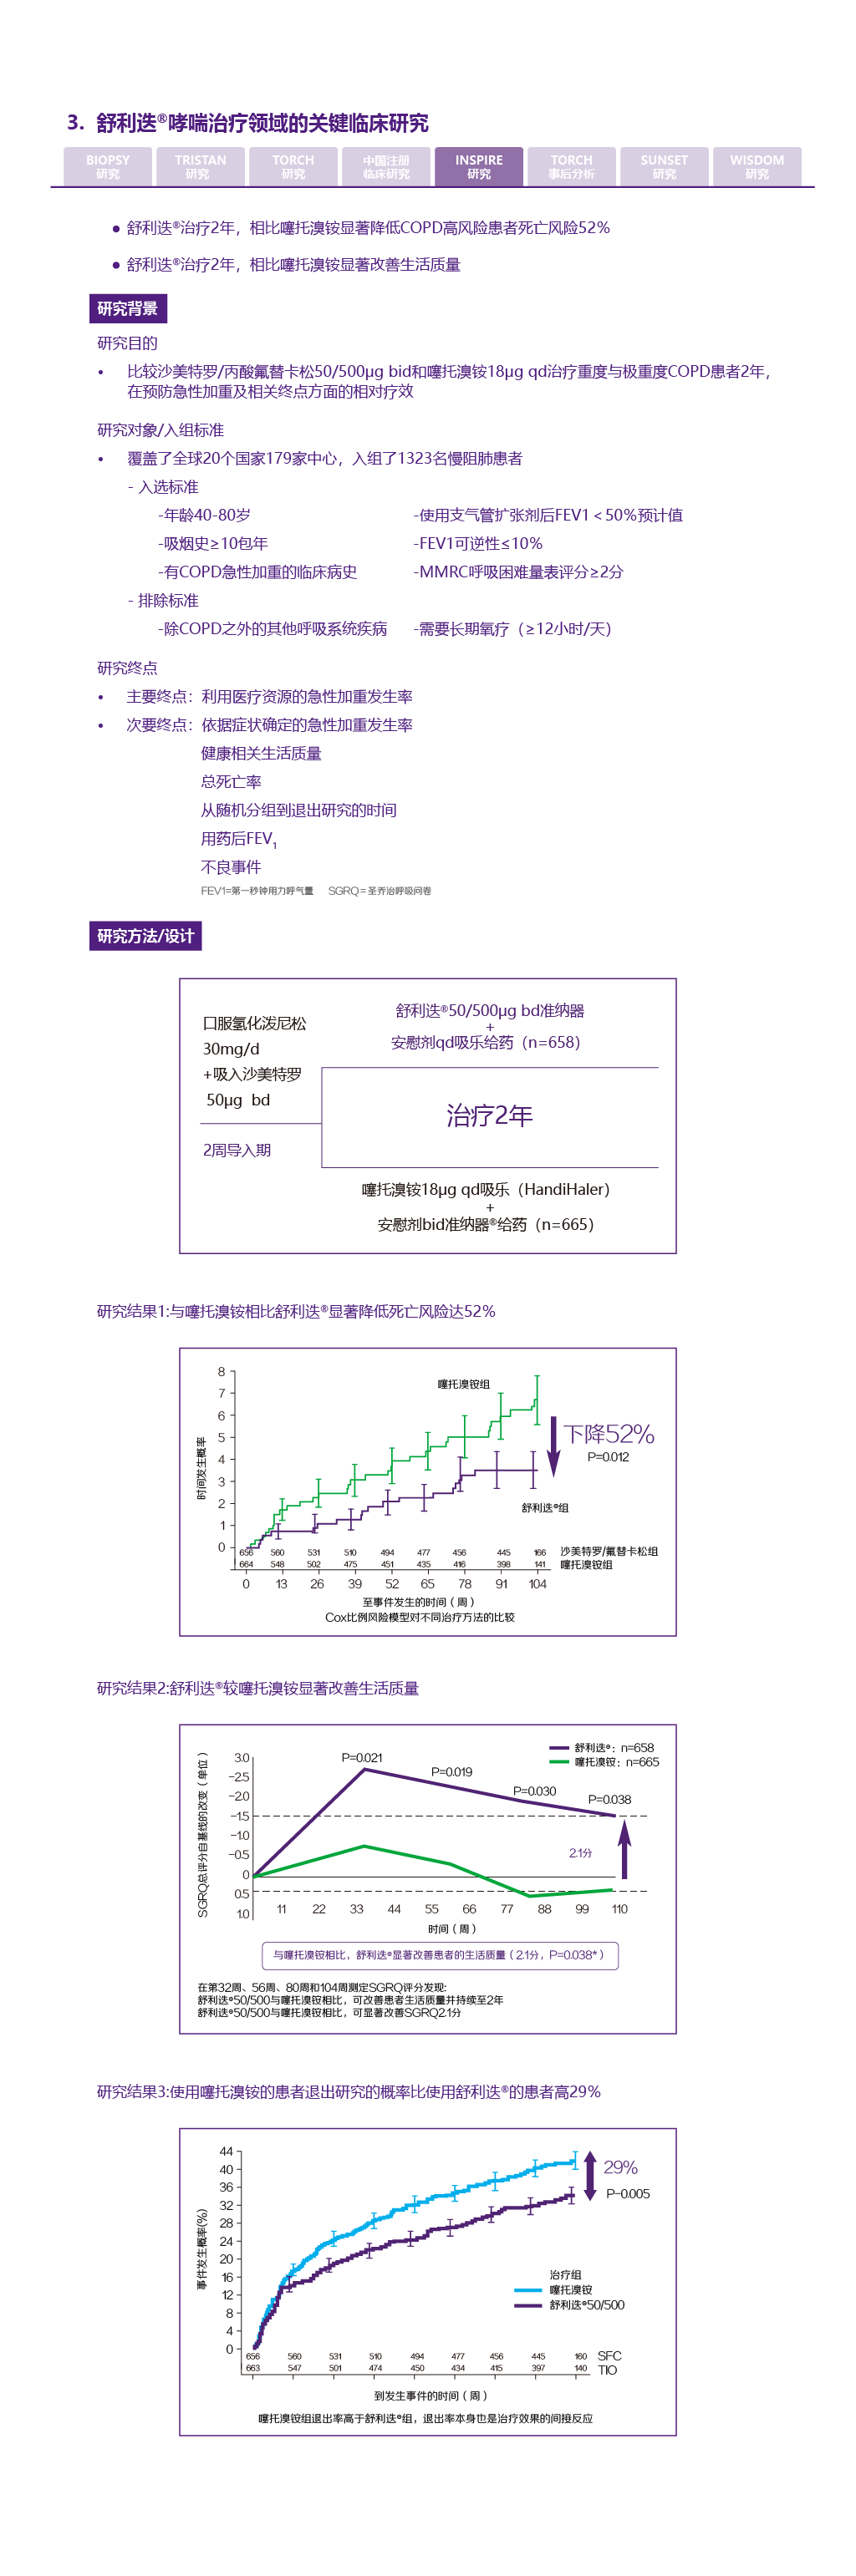 3. 舒利迭®哮喘治疗领域的关键临床研究
BIOPSY
研究
TRISTAN
研究
TORCH
研究
中国注册
临床研究
INSPIRE
研究
TORCH
事后分析
SUNSET
研究
WISDOM
研究
● 舒利迭®治疗2年，相比噻托溴铵显著降低COPD高风险患者死亡风险52%
● 舒利迭®治疗2年，相比噻托溴铵显著改善生活质量
研究背景
研究目的
• 比较沙美特罗/丙酸氟替卡松50/500μg bid和噻托溴铵18μg qd治疗重度与极重度COPD患者2年，
在预防急性加重及相关终点方面的相对疗效
研究对象/入组标准
• 覆盖了全球20个国家179家中心，入组了1323名慢阻肺患者
- 入选标准
-年龄40-80岁 -使用支气管扩张剂后FEV1＜50%预计值
-吸烟史≥10包年 -FEV1可逆性≤10%
-有COPD急性加重的临床病史 -MMRC呼吸困难量表评分≥2分
- 排除标准
-除COPD之外的其他呼吸系统疾病 -需要长期氧疗（≥12小时/天）
研究终点
• 主要终点：利用医疗资源的急性加重发生率
• 次要终点：依据症状确定的急性加重发生率
健康相关生活质量
总死亡率
从随机分组到退出研究的时间
用药后FEV1
不良事件
FEV1=第一秒钟用力呼气量 SGRQ=圣乔治呼吸问卷
研究方法/设计
口服氢化泼尼松
30mg/d
+吸入沙美特罗
50μg bd
2周导入期
舒利迭®50/500μg bd准纳器
+
安慰剂qd吸乐给药（n=658）
治疗2年
噻托溴铵18μg qd吸乐（HandiHaler）
+
安慰剂bid准纳器®给药（n=665）
研究结果1:与噻托溴铵相比舒利迭®显著降低死亡风险达52%
时间发生概率
8
7
6
5
4
3
2
1
0
噻托溴铵组
下降52%
P=0.012
舒利迭®组
656 560 531 510 494 477 456 445 166 沙美特罗/氟替卡松组
664 548 502 475 451 435 416 398 141 噻托溴铵组
0 13 26 39 52 65 78 91 104
至事件发生的时间（周）
Cox比例风险模型对不同治疗方法的比较
研究结果2:舒利迭®较噻托溴铵显著改善生活质量
SGRQ总评分自基线的改变（单位）
3.0
-2.5
-2.0
-1.5
-1.0
-0.5
0
0.5
1.0
P=0.021
P=0.019
P=0.030
P=0.038
舒利迭®：n=658
噻托溴铵：n=665
2.1分
11 22 33 44 55 66 77 88 99 110
时间（周）
与噻托溴铵相比，舒利迭®显著改善患者的生活质量（2.1分，P=0.038*）
在第32周、56周、80周和104周测定SGRQ评分发现:
舒利迭®50/500与噻托溴铵相比，可改善患者生活质量并持续至2年
舒利迭®50/500与噻托溴铵相比，可显著改善SGRQ2.1分
研究结果3:使用噻托溴铵的患者退出研究的概率比使用舒利迭®的患者高29%
事件发生概率(%)
44
40
36
32
28
24
20
16
12
8
4
0
29%
P-0.005
治疗组
噻托溴铵
舒利迭®50/500
656 560 531 510 494 477 456 445 160 SFC
663 547 501 474 450 434 415 397 140 TIO
到发生事件的时间（周）
噻托溴铵组退出率高于舒利迭®组，退出率本身也是治疗效果的间接反应